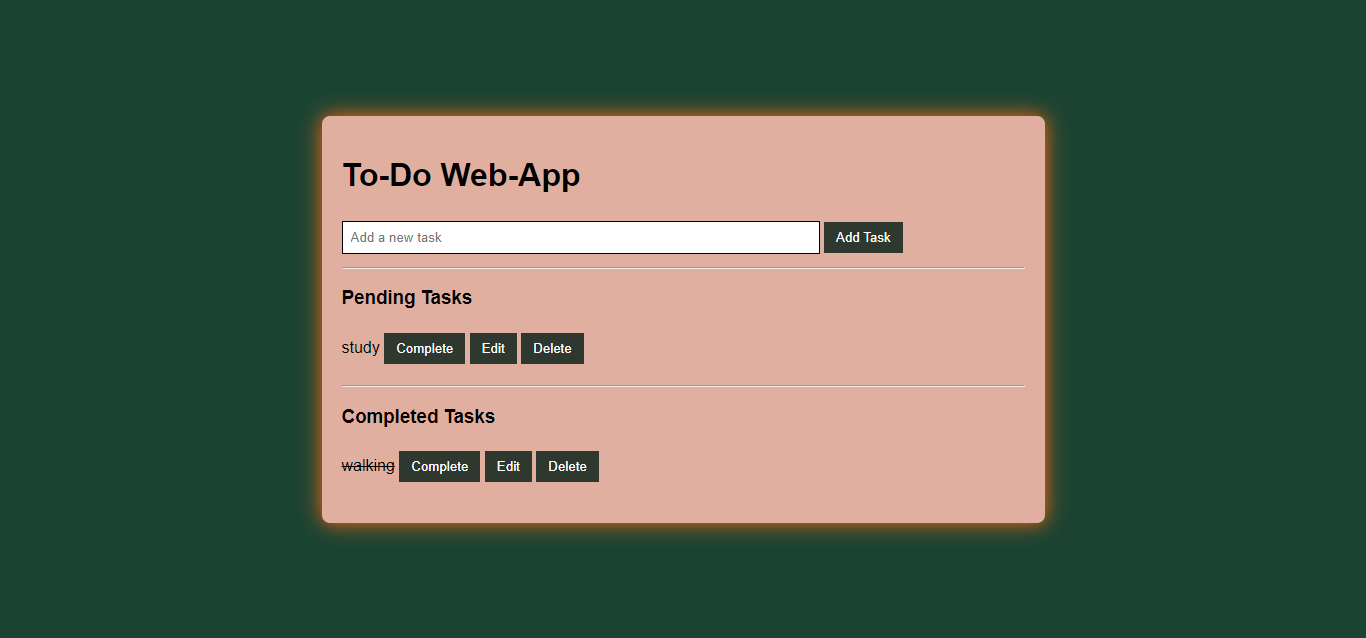 To-Do Web-App
Add a new task Add Task
Pending Tasks
study Complete Edit Delete
Completed Tasks
walking Complete Edit Delete